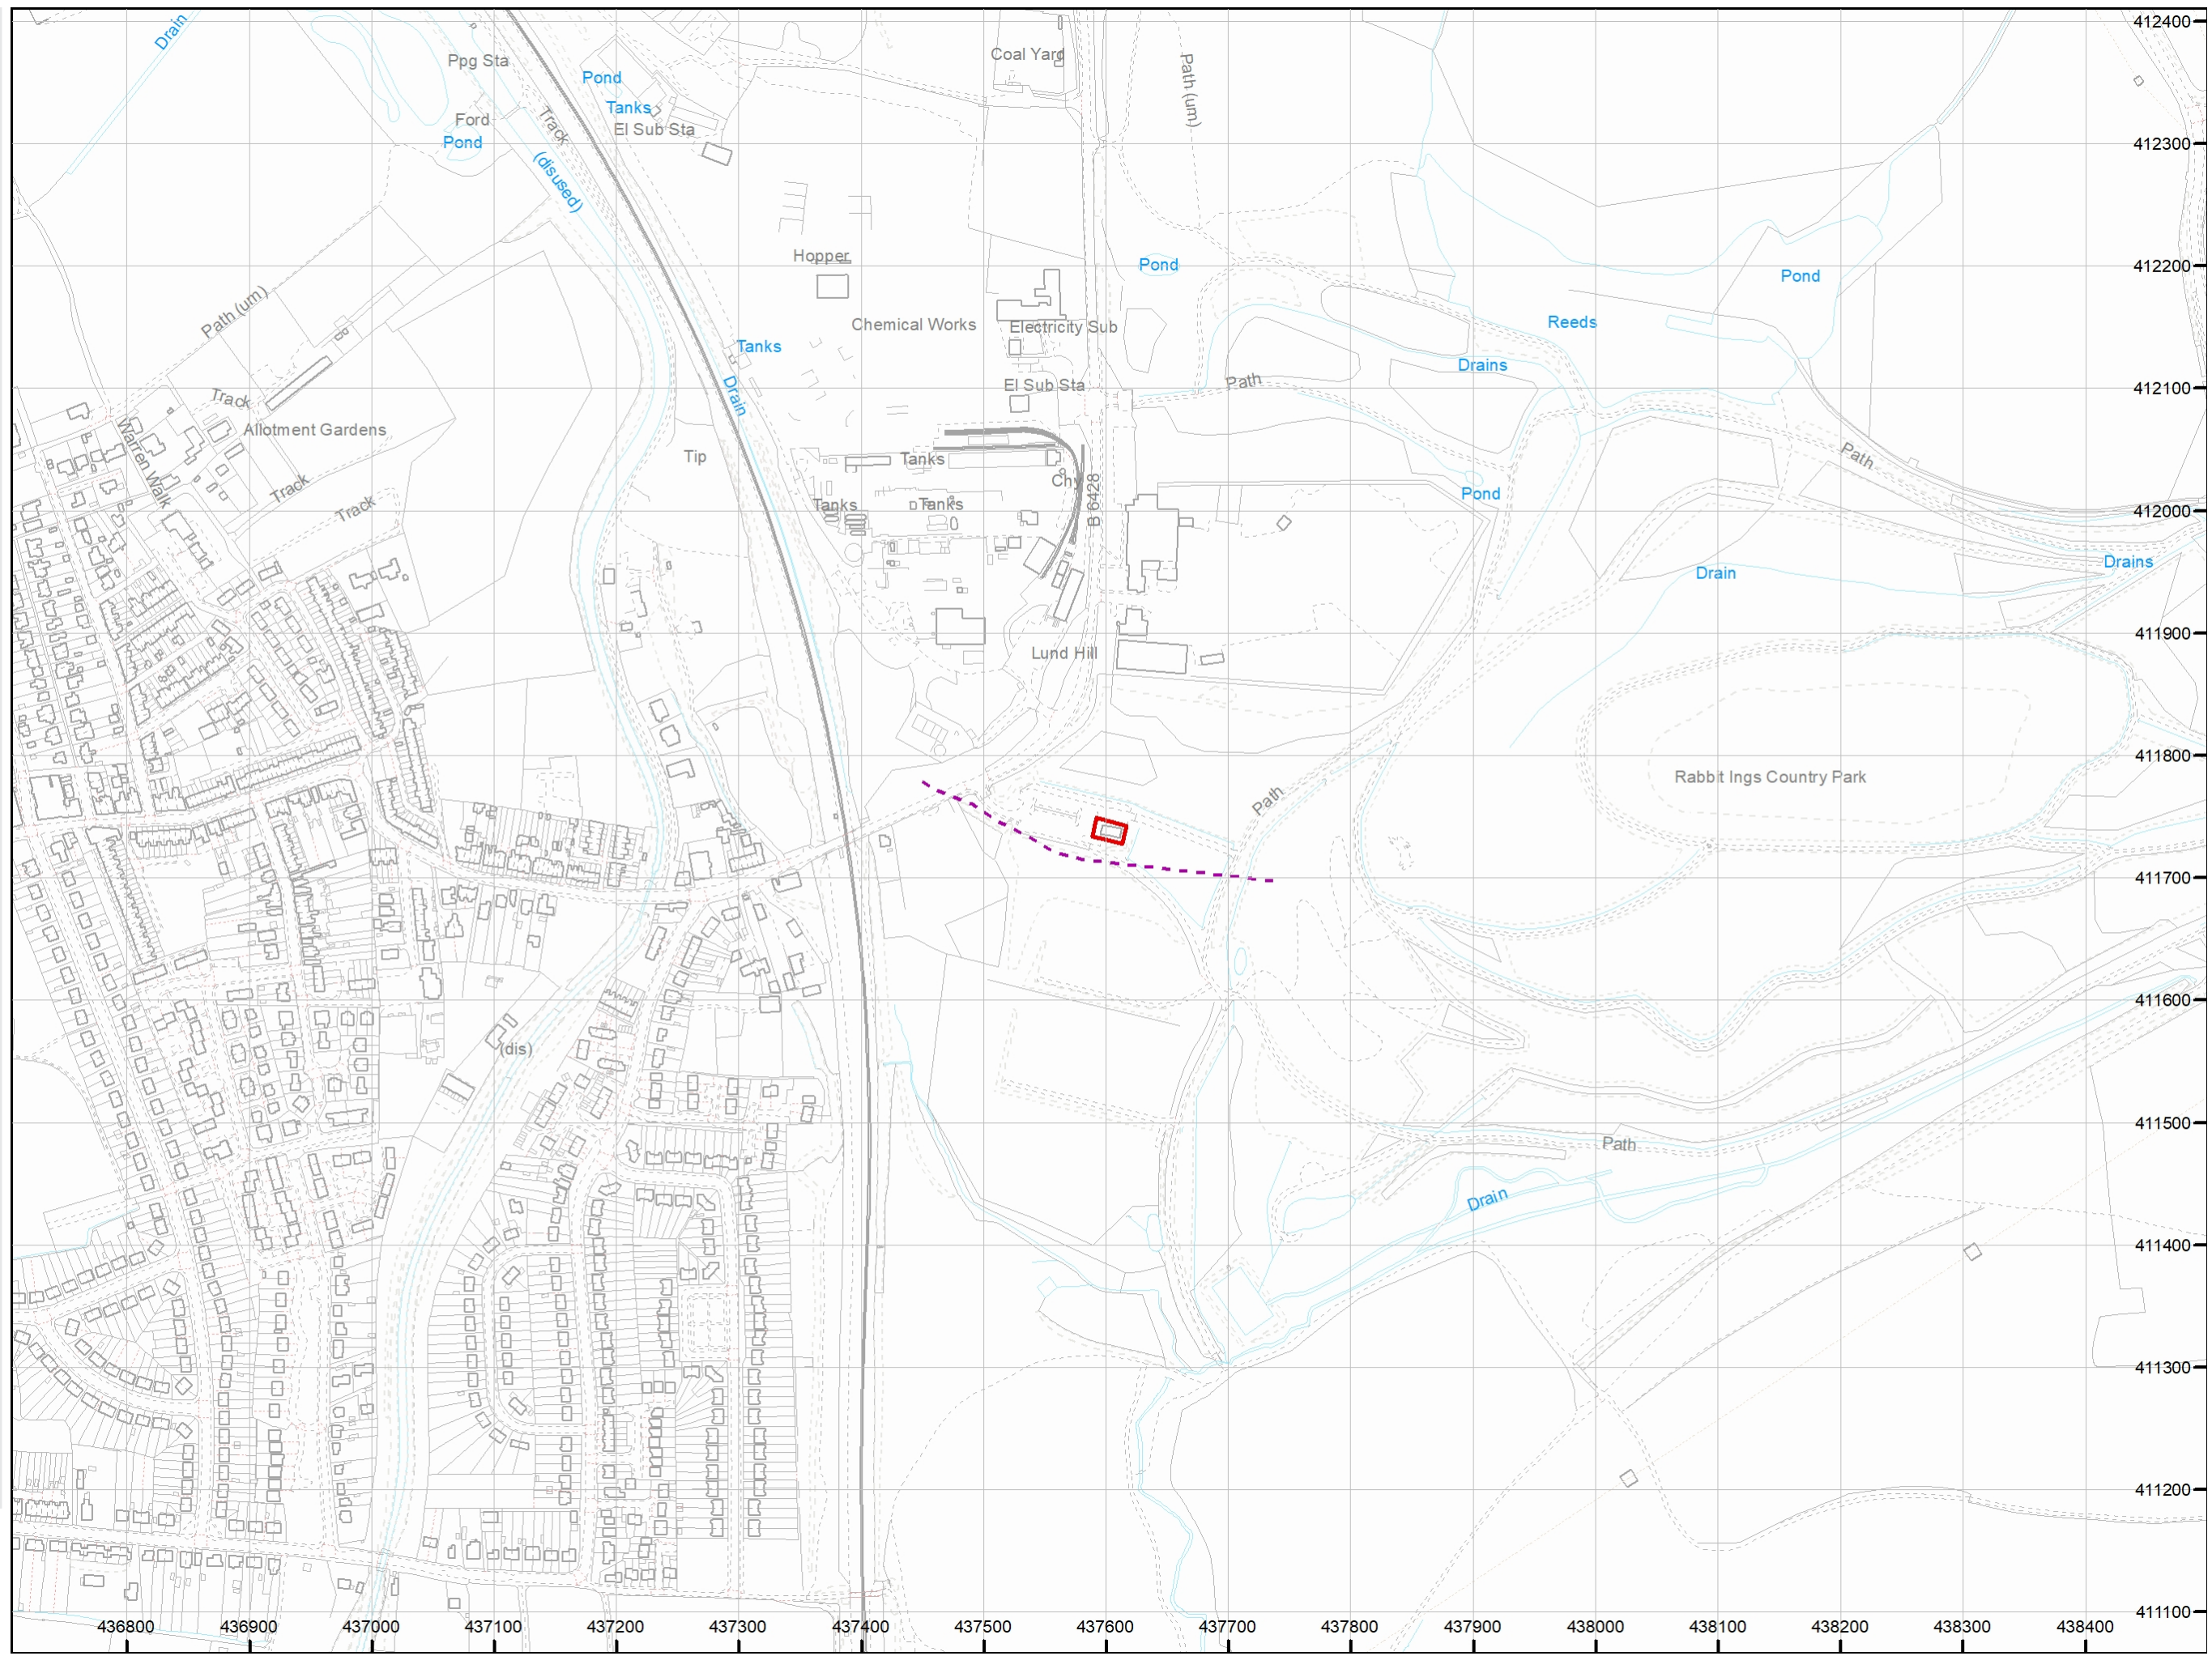 412400
Drain
Coal Yard
Ppg Sta
Pond
Path (um)
Tanks
Ford
Track
El Sub Sta
Pond
412300
(disused)
Hopper
Pond
412200
Pond
Path (um)
Chemical Works
Electricity Sub
Reeds
Tanks
Drains
El Sub Sta
Path
412100
Drain
Track
Allotment Gardens
Warren Walk
Tip
Tanks
Path
Chy
Track
Pond
B 6428
Tanks
Tanks
Track
412000
Drains
Drain
411900
Lund Hill
411800
Rabbit Ings Country Park
Path
411700
411600
(dis)
411500
Path
Drain
411400
411300
411200
411100
436800
436900
437000
437100
437200
437300
437400
437500
437600
437700
437800
437900
438000
438100
438200
438300
438400